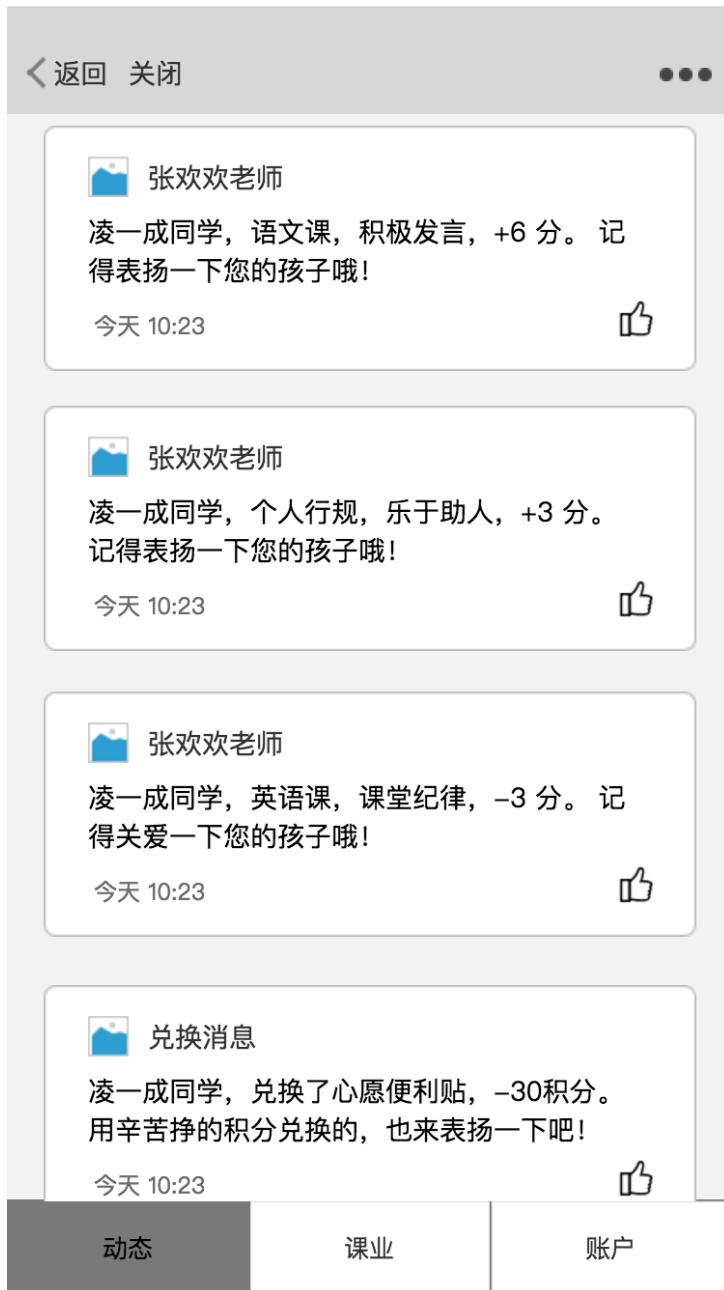 返回 关闭
张欢欢老师
凌一成同学，语文课，积极发言，+6 分。 记
得表扬一下您的孩子哦！
今天 10:23
张欢欢老师
凌一成同学，个人行规，乐于助人，+3 分。
记得表扬一下您的孩子哦！
今天 10:23
张欢欢老师
凌一成同学，英语课，课堂纪律，-3 分。 记
得关爱一下您的孩子哦！
今天 10:23
兑换消息
凌一成同学，兑换了心愿便利贴，-30积分。
用辛苦挣的积分兑换的，也来表扬一下吧！
今天 10:23
动态 课业 账户